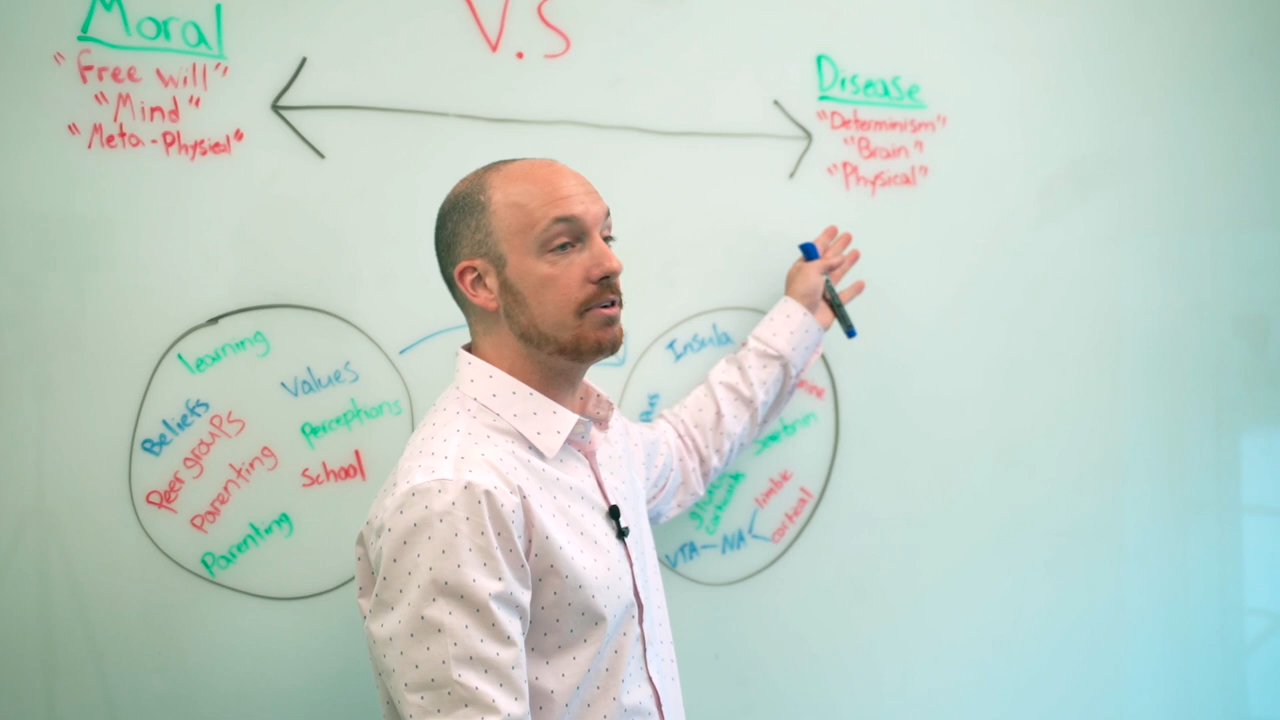 Moral
V.S
"Free will"
"Mind"
"Meta-Physical"
Disease
"Determinism"
"Brain"
"Physical"
learning
Values
Beliefs
perceptions
Peer groups
School
Parenting
Parenting
Insula
limbic
cortical
VTA-NA